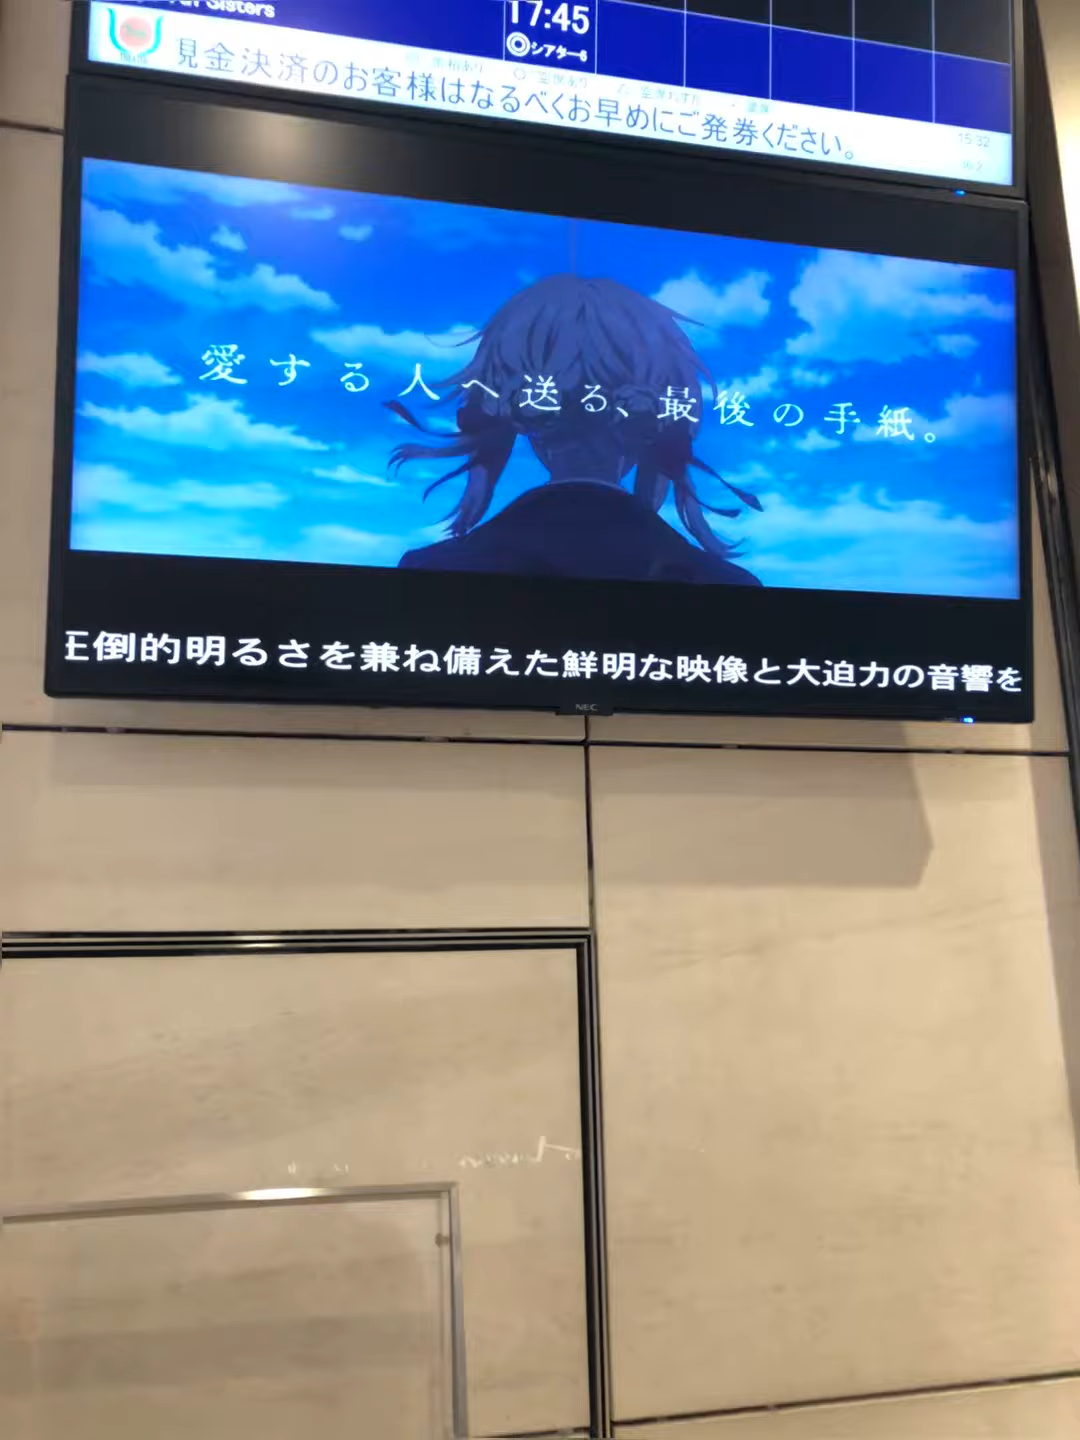 Sisters
17:45
◎シアター6
現金決済のお客様はなるべくお早めにご発券ください。
15:32
愛する人へ送る、最後の手紙。
圧倒的明るさを兼ね備えた鮮明な映像と大迫力の音響を
NEC